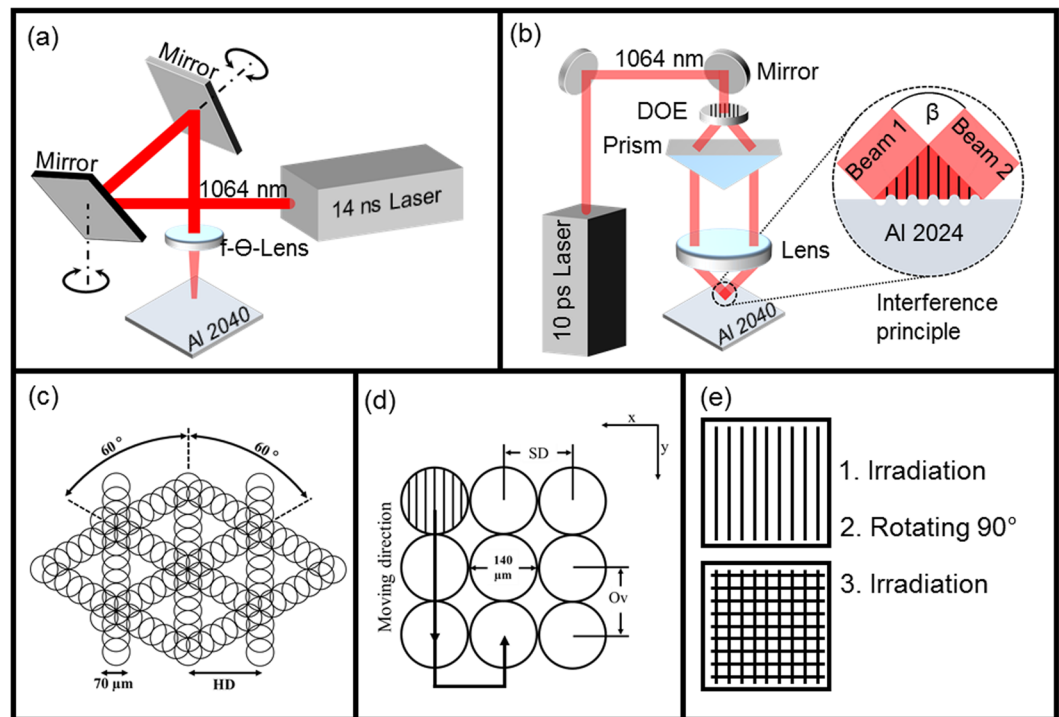 (a)
Mirror
Mirror
1064 nm
14 ns Laser
f-Θ-Lens
Al 2040
(b)
1064 nm
Mirror
DOE
Prism
10 ps Laser
Lens
Al 2040
β
Beam 1
Beam 2
Al 2024
Interference
principle
(c)
60 °
60 °
70 µm
HD
(d)
x
y
SD
Moving direction
140
µm
Ov
(e)
1. Irradiation
2. Rotating 90°
3. Irradiation